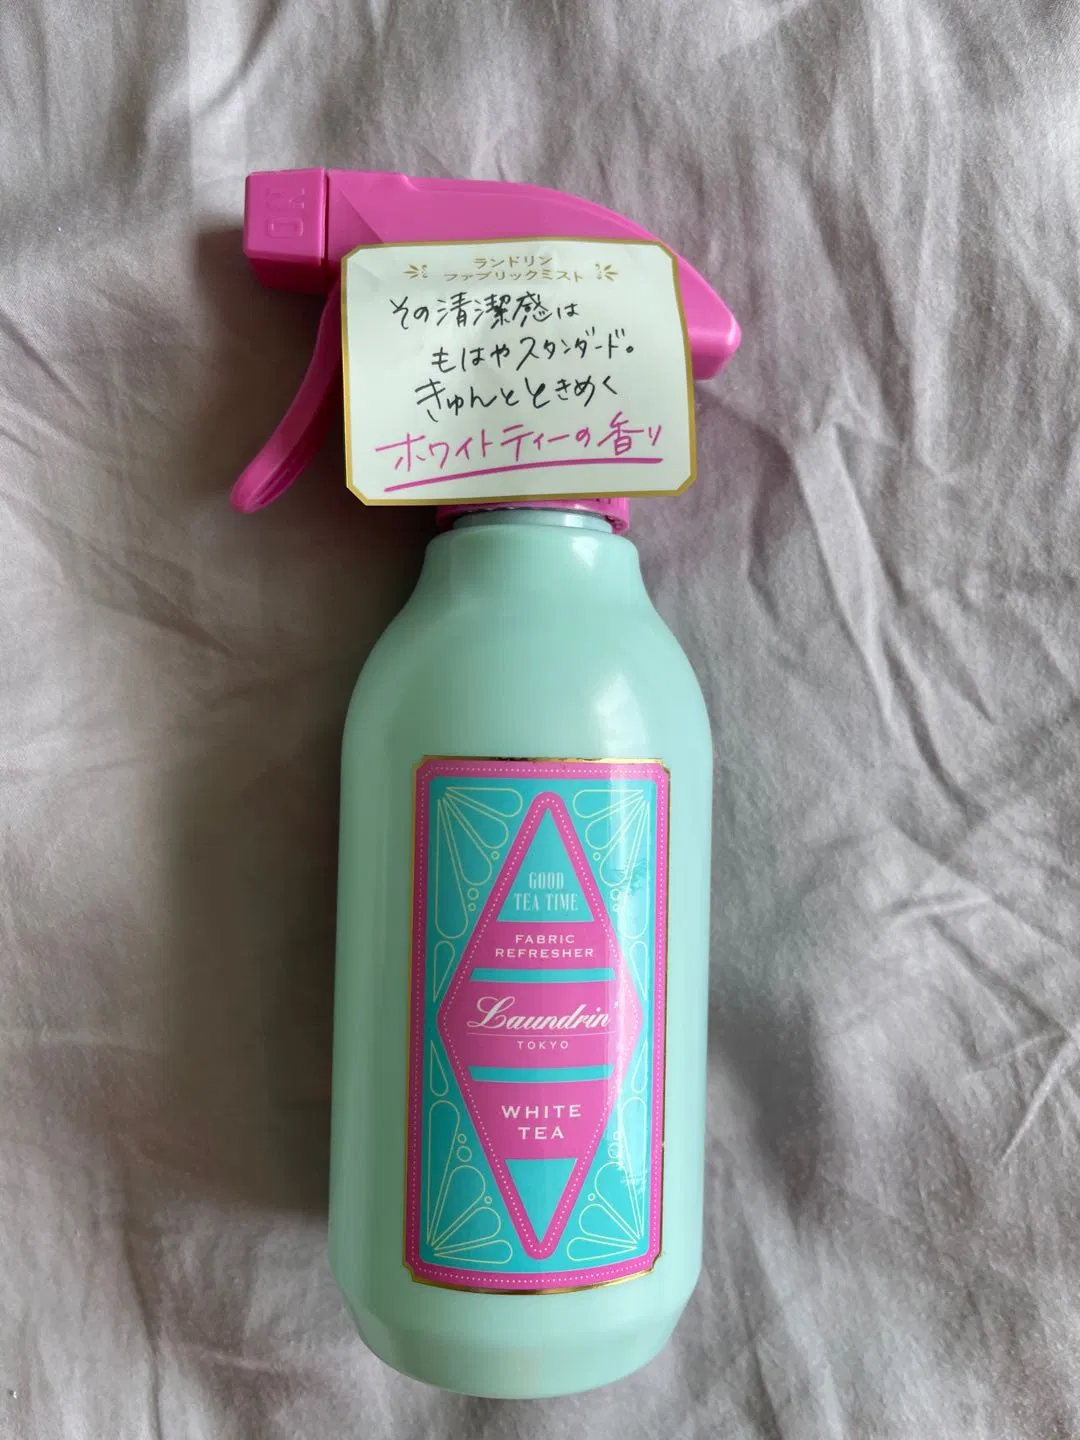 ON
ランドリン
ファブリックミスト
その清潔感は
もはやスタンダード。
きゅんとときめく
ホワイトティーの香り
GOOD
TEA TIME
FABRIC
REFRESHER
Laundrin'
TOKYO
WHITE
TEA